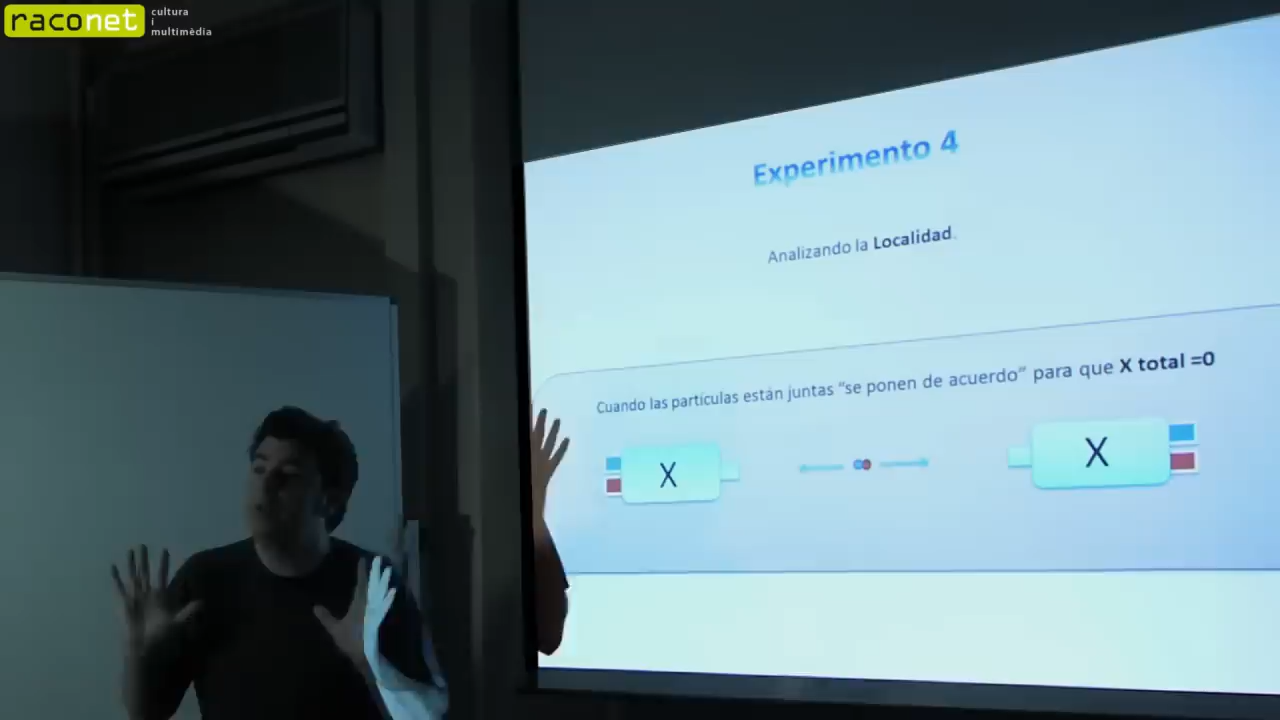 raconet
cultura
i
multimèdia
Experimento 4
Analizando la Localidad.
Cuando las partículas están juntas "se ponen de acuerdo" para que X total =0
X
X